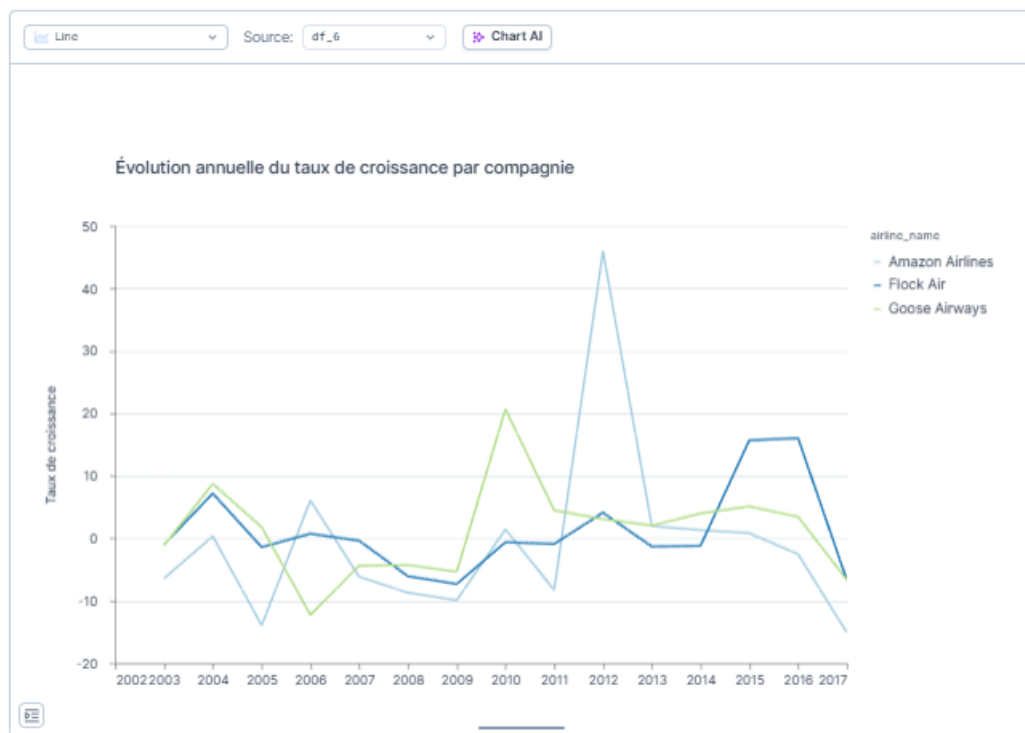 Line Source: df_6 Chart AI
Évolution annuelle du taux de croissance par compagnie
airline_name
Amazon Airlines
Flock Air
Goose Airways
Taux de croissance
50
40
30
20
10
0
-10
-20
2002 2003 2004 2005 2006 2007 2008 2009 2010 2011 2012 2013 2014 2015 2016 2017